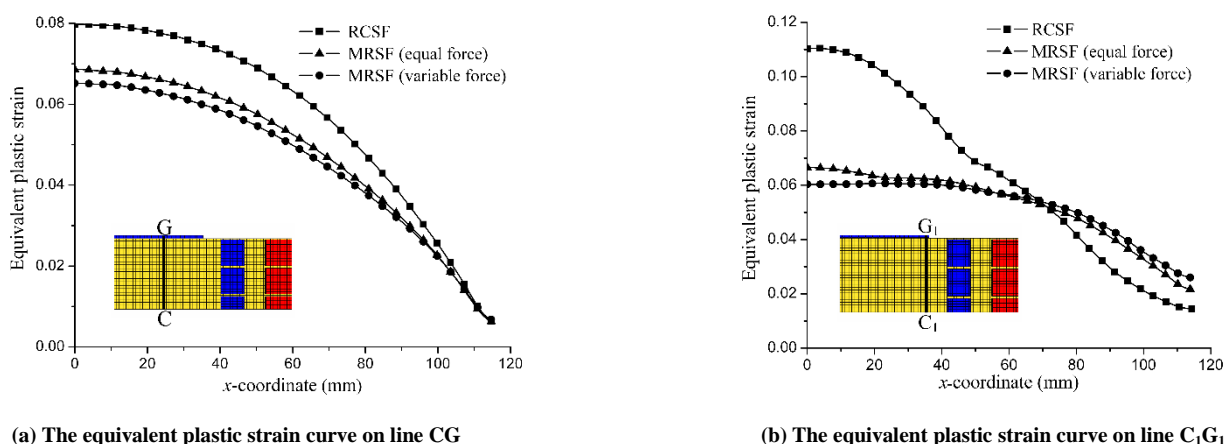 0.08
0.06
0.04
0.02
0.00
Equivalent plastic strain
RCSF
MRSF (equal force)
MRSF (variable force)
G
C
0 20 40 60 80 100 120
x-coordinate (mm)
(a) The equivalent plastic strain curve on line CG
0.12
0.10
0.08
0.06
0.04
0.02
0.00
Equivalent plastic strain
RCSF
MRSF (equal force)
MRSF (variable force)
G₁
C₁
0 20 40 60 80 100 120
x-coordinate (mm)
(b) The equivalent plastic strain curve on line C₁G₁